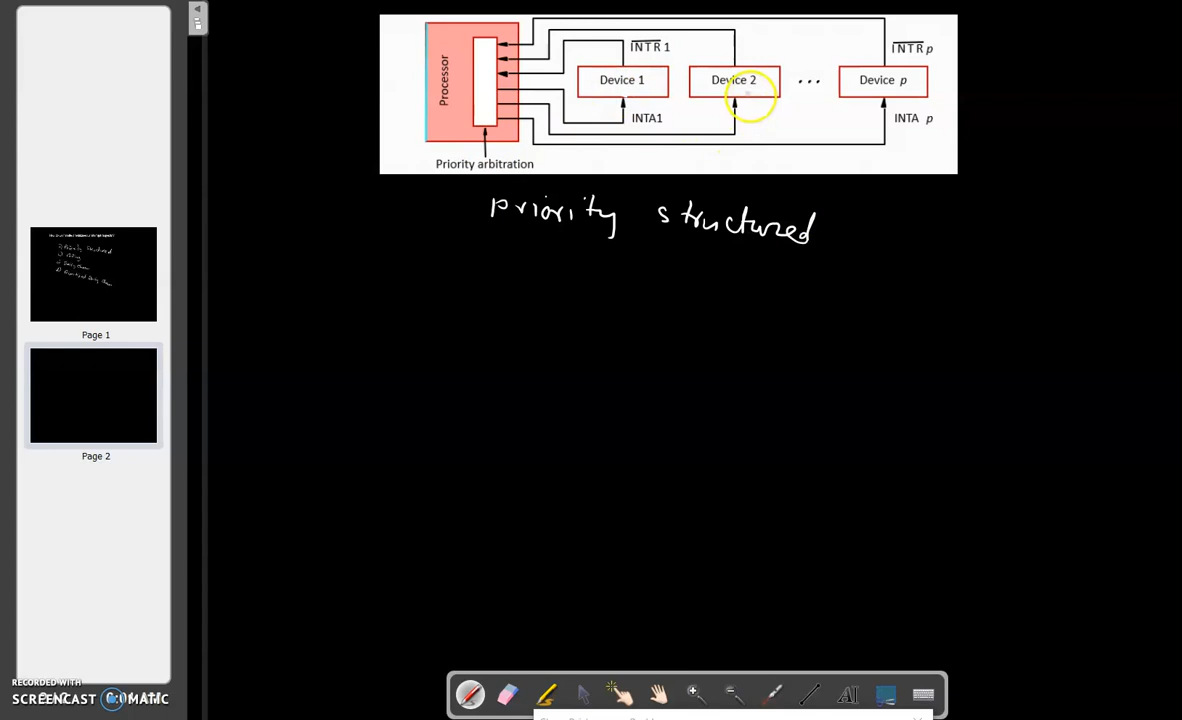 INTR 1
INTR p
Processor
Device 1
Device 2
...
Device p
INTA1
INTA p
Priority arbitration
priority structured
Page 1
Page 2
RECORDED WITH
SCREENCAST MATIC
AI